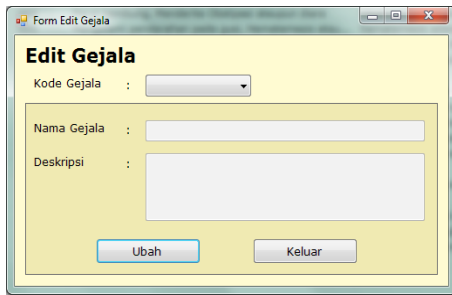 Form Edit Gejala
Edit Gejala
Kode Gejala :
Nama Gejala :
Deskripsi :
Ubah Keluar